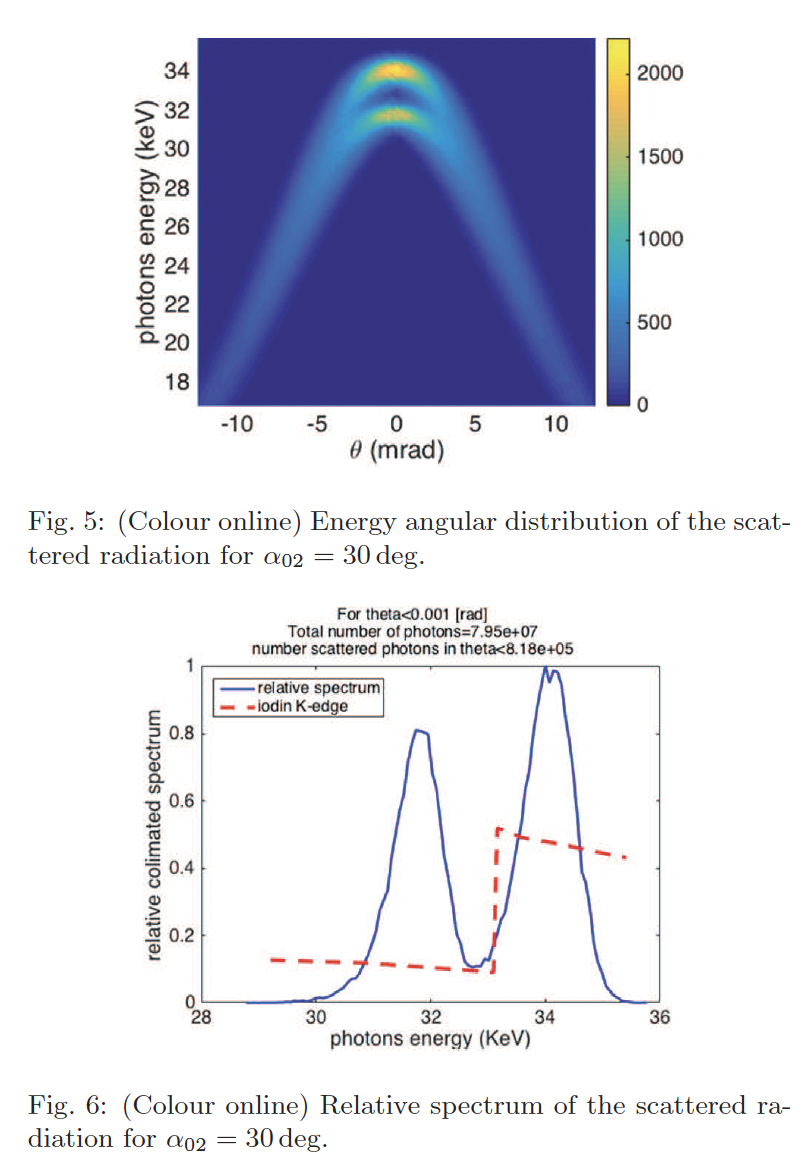 34
32
30
28
26
24
22
20
18
photons energy (keV)
-10
-5
0
5
10
θ (mrad)
2000
1500
1000
500
0
Fig. 5: (Colour online) Energy angular distribution of the scat-
tered radiation for α02 = 30 deg.
For theta<0.001 [rad]
Total number of photons=7.95e+07
number scattered photons in theta<8.18e+05
relative spectrum
iodin K-edge
1
0.8
0.6
0.4
0.2
0
relative colimated spectrum
28
30
32
34
36
photons energy (KeV)
Fig. 6: (Colour online) Relative spectrum of the scattered ra-
diation for α02 = 30 deg.